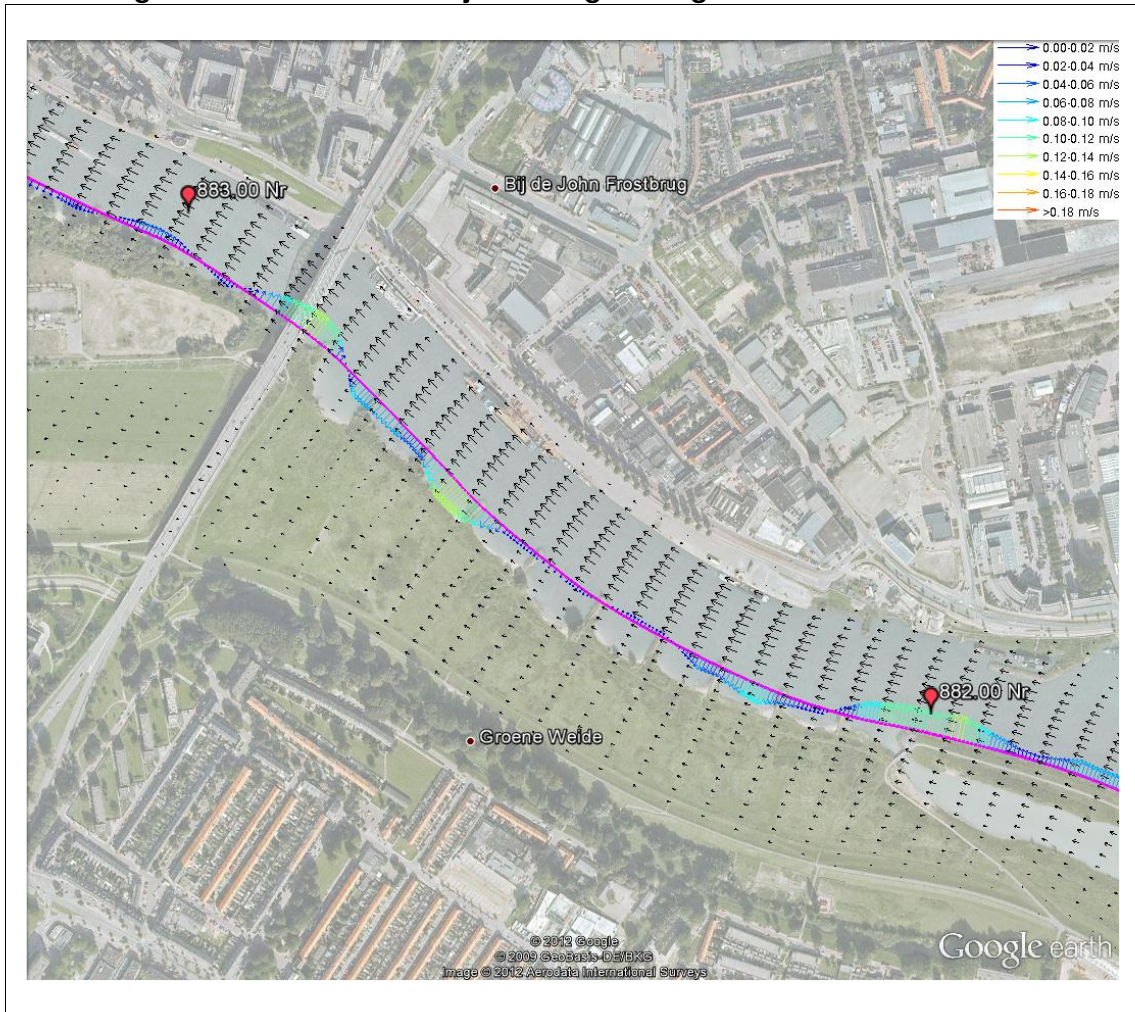 0.00-0.02 m/s
0.02-0.04 m/s
0.04-0.06 m/s
0.06-0.08 m/s
0.08-0.10 m/s
0.10-0.12 m/s
0.12-0.14 m/s
0.14-0.16 m/s
0.16-0.18 m/s
>0.18 m/s
Bij de John Frostbrug
883.00 Nr
882.00 Nr
Groene Weide
© 2012 Google
© 2009 GeoBasis-DE/BKG
Image © 2012 Aerodata International Surveys
Google earth